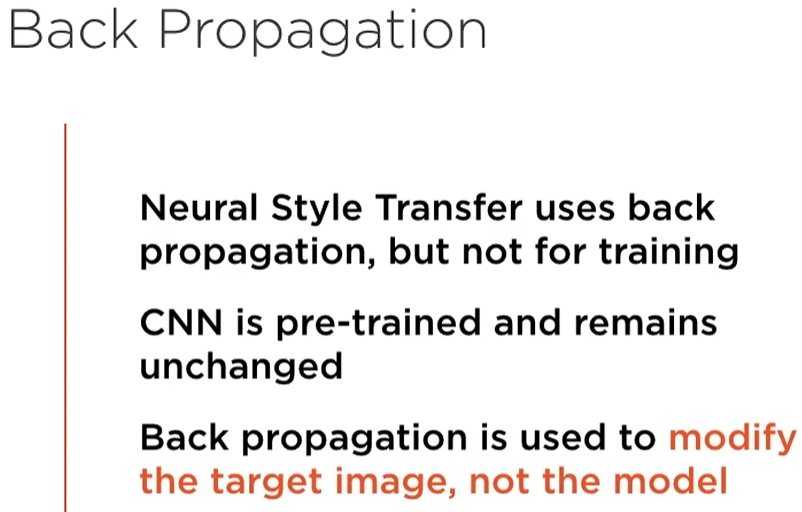 Back Propagation
Neural Style Transfer uses back
propagation, but not for training
CNN is pre-trained and remains
unchanged
Back propagation is used to modify
the target image, not the model